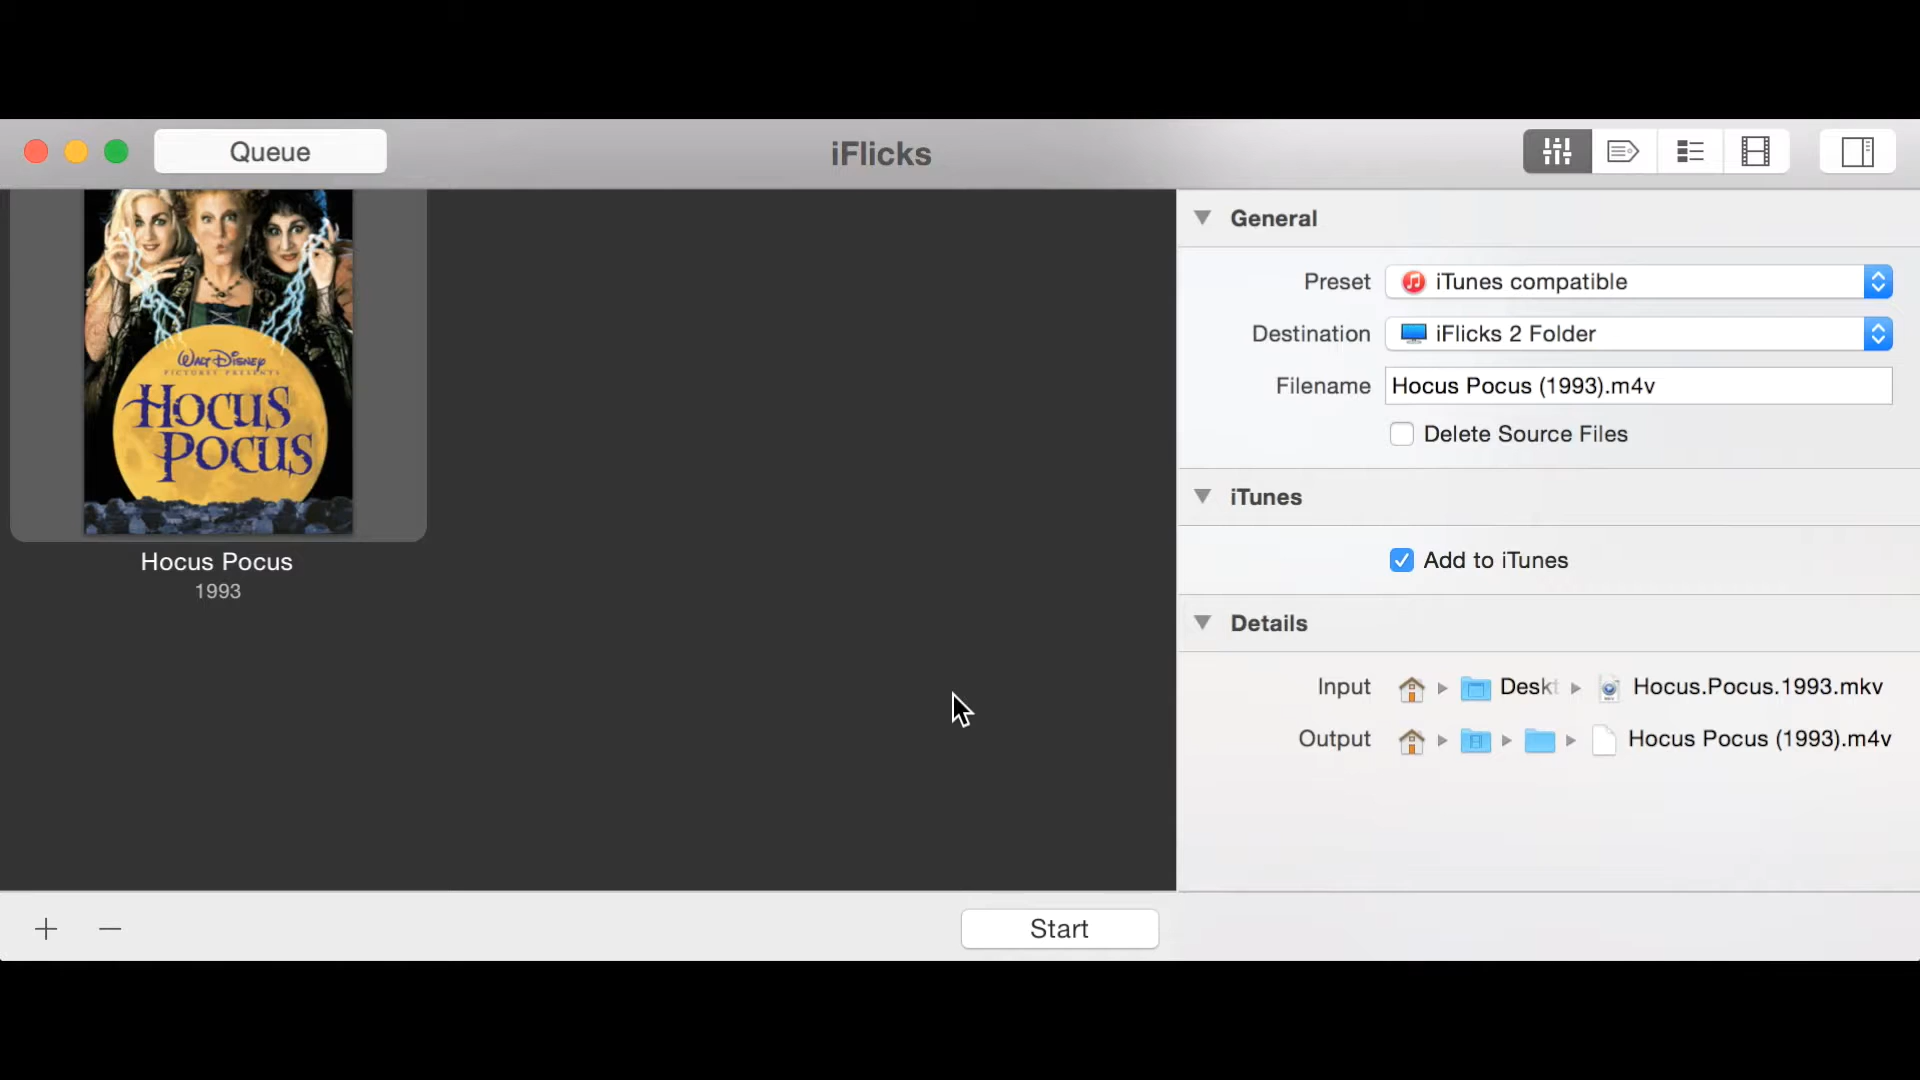 Queue
iFlicks
WALT DISNEY
PICTURES PRESENTS
HOCUS
POCUS
Hocus Pocus
1993
General
Preset iTunes compatible
Destination iFlicks 2 Folder
Filename Hocus Pocus (1993).m4v
Delete Source Files
iTunes
Add to iTunes
Details
Input Deskt Hocus.Pocus.1993.mkv
Output Hocus Pocus (1993).m4v
Start